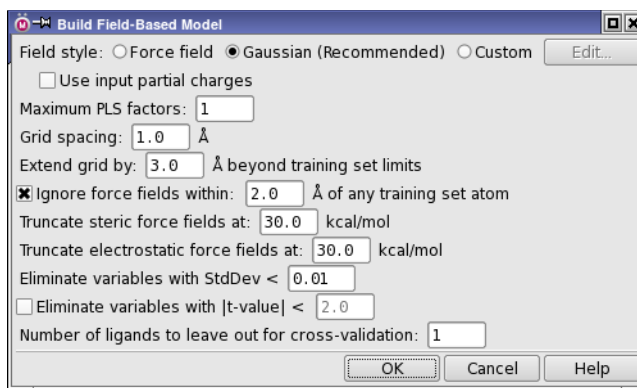 Build Field-Based Model
Field style: Force field Gaussian (Recommended) Custom Edit...
Use input partial charges
Maximum PLS factors: 1
Grid spacing: 1.0 Å
Extend grid by: 3.0 Å beyond training set limits
Ignore force fields within: 2.0 Å of any training set atom
Truncate steric force fields at: 30.0 kcal/mol
Truncate electrostatic force fields at: 30.0 kcal/mol
Eliminate variables with StdDev < 0.01
Eliminate variables with |t-value| < 2.0
Number of ligands to leave out for cross-validation: 1
OK Cancel Help